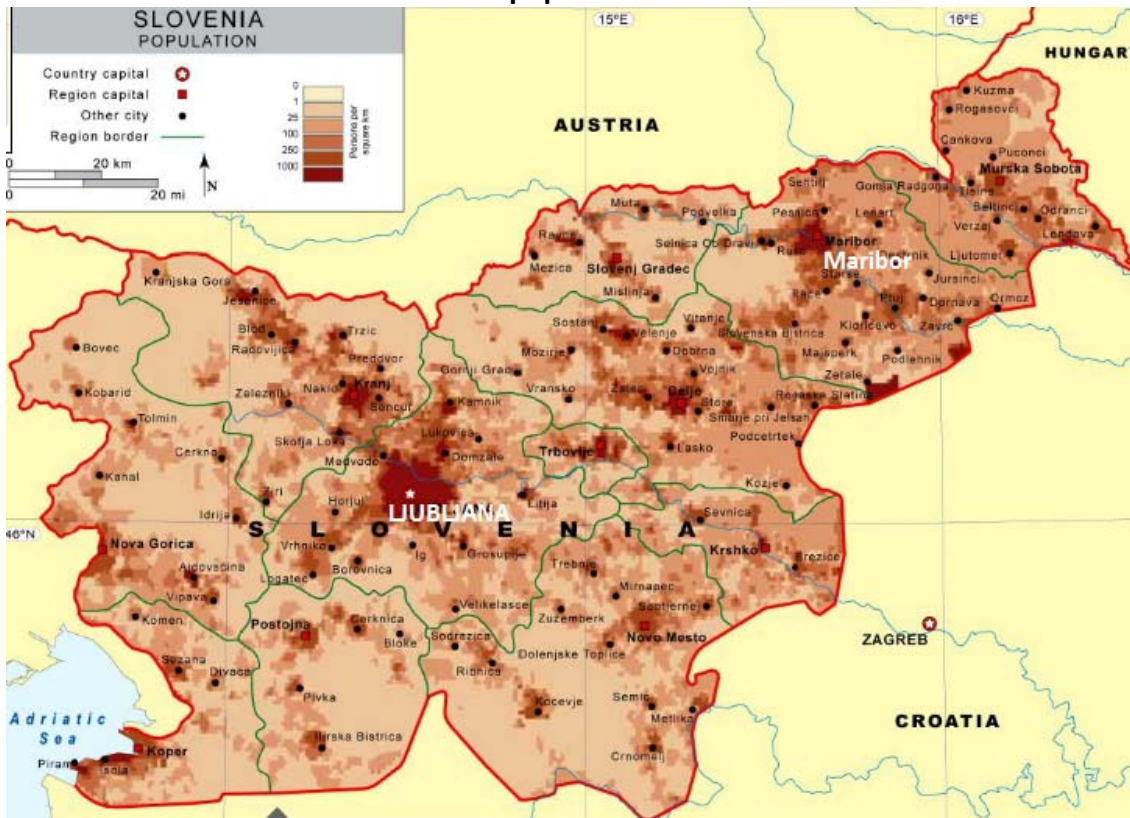 SLOVENIA
POPULATION
Country capital
Region capital
Other city
Region border
0
1
25
100
250
1000
Persons per
square km
0 20 km
20 mi
N
15°E
16°E
46°N
HUNGARY
AUSTRIA
CROATIA
ZAGREB
Adriatic
Sea
SLOVENIA
LJUBLJANA
Maribor
Maribor
Kuzma
Rogasovci
Cankova
Puconci
Murska Sobota
Tisina
Beltinci
Odranci
Verzej
Lendava
Ljutomer
Gornja Radgona
Sentilj
Pesnica
Lenart
Muta
Podvelka
Ravce
Selnica Ob Dravi
Ruse
Mezica
Slovenj Gradec
Mislinja
Starse
Race
Jursinci
Ptuj
Dornava
Ormoz
Kidricevo
Zavrc
Slovenska Bistrica
Majsperk
Podlehnik
Zetale
Sostanj
Velenje
Vitanje
Dobrna
Vojnik
Mozirje
Gornji Grad
Vransko
Zalec
Celje
Store
Smarje pri Jelsah
Rogaska Slatina
Podcetrtek
Lasko
Kozje
Trbovlje
Kranjska Gora
Jesenice
Bled
Radovljica
Trzic
Preddvor
Naklo
Kranj
Sencur
Kamnik
Zelezniki
Skofja Loka
Lukovica
Domzale
Medvode
Bovec
Kobarid
Tolmin
Cerkno
Kanal
Ziri
Idrija
Horjul
Litija
Nova Gorica
Ajdovscina
Vipava
Komen
Vrhnika
Logatec
Borovnica
Ig
Grosuplje
Sevnica
Krshko
Brezice
Trebnje
Mirnapec
Sentjernej
Zuzemberk
Novo Mesto
Dolenjske Toplice
Velikelasce
Sodrazica
Ribnica
Kocevje
Semic
Metlika
Crnomelj
Postojna
Cerknica
Bloke
Pivka
Ilirska Bistrica
Sezana
Divaca
Koper
Isola
Piran